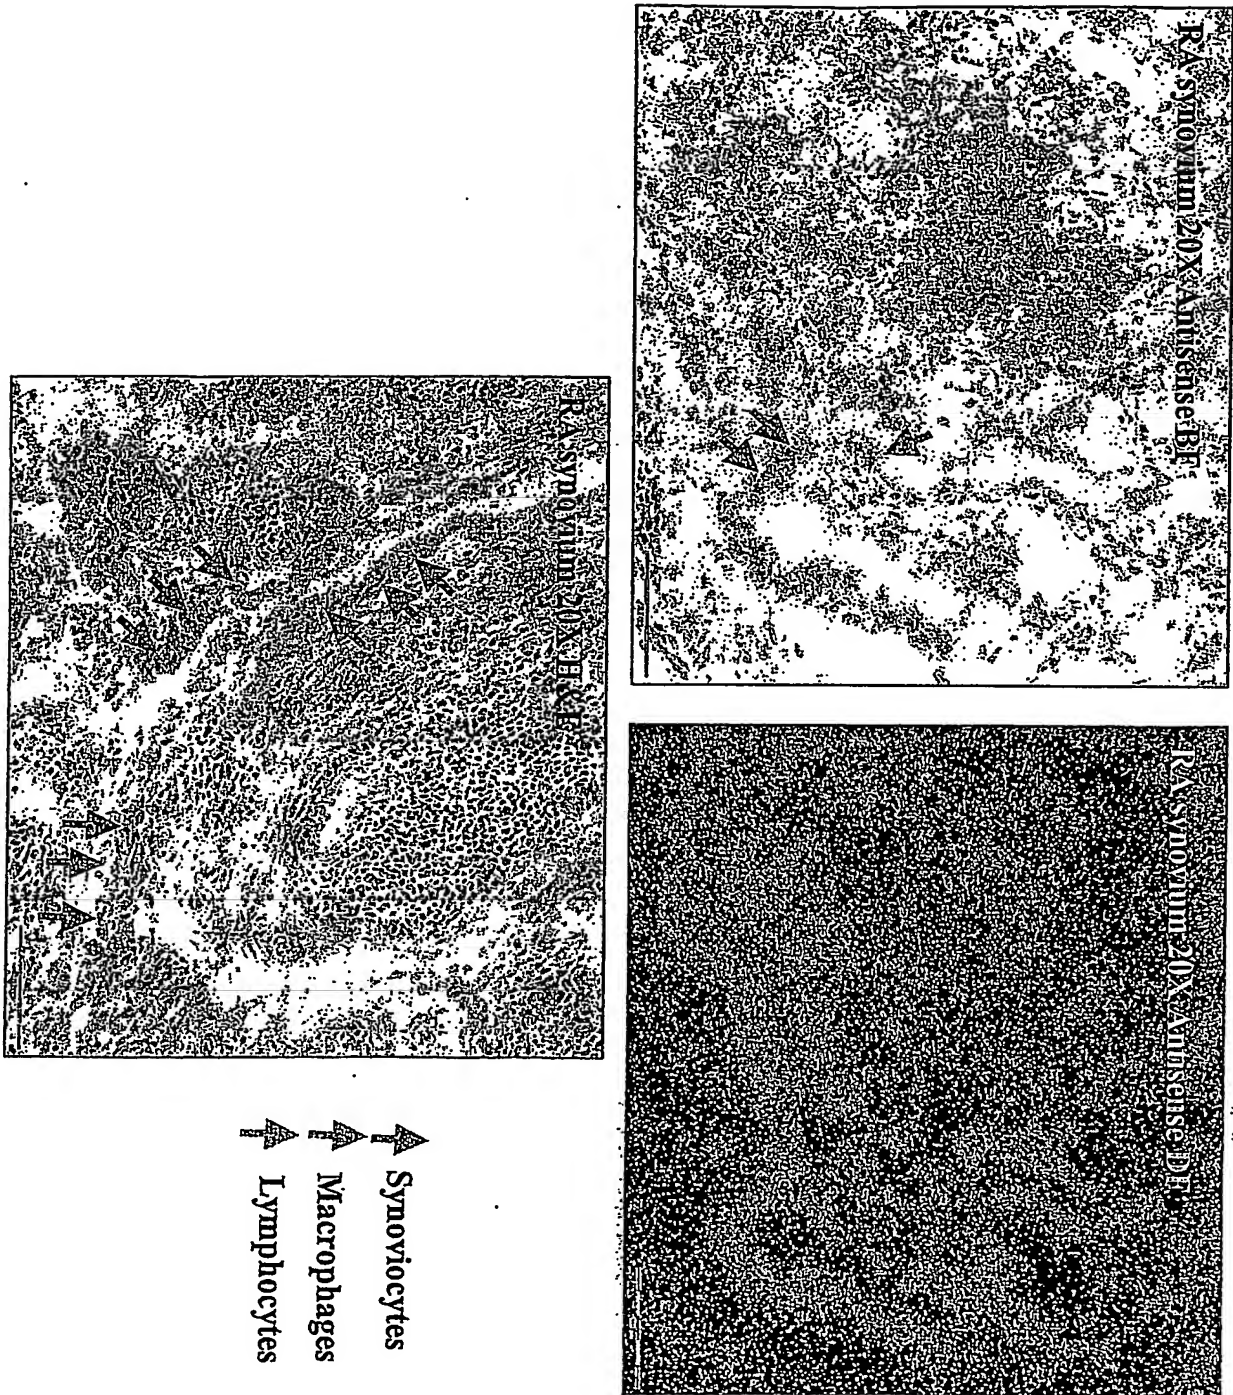 RA synovium 20X Antisense BF
RA synovium 20X Antisense DF
RA synovium 20X H&E
Synoviocytes
Macrophages
Lymphocytes